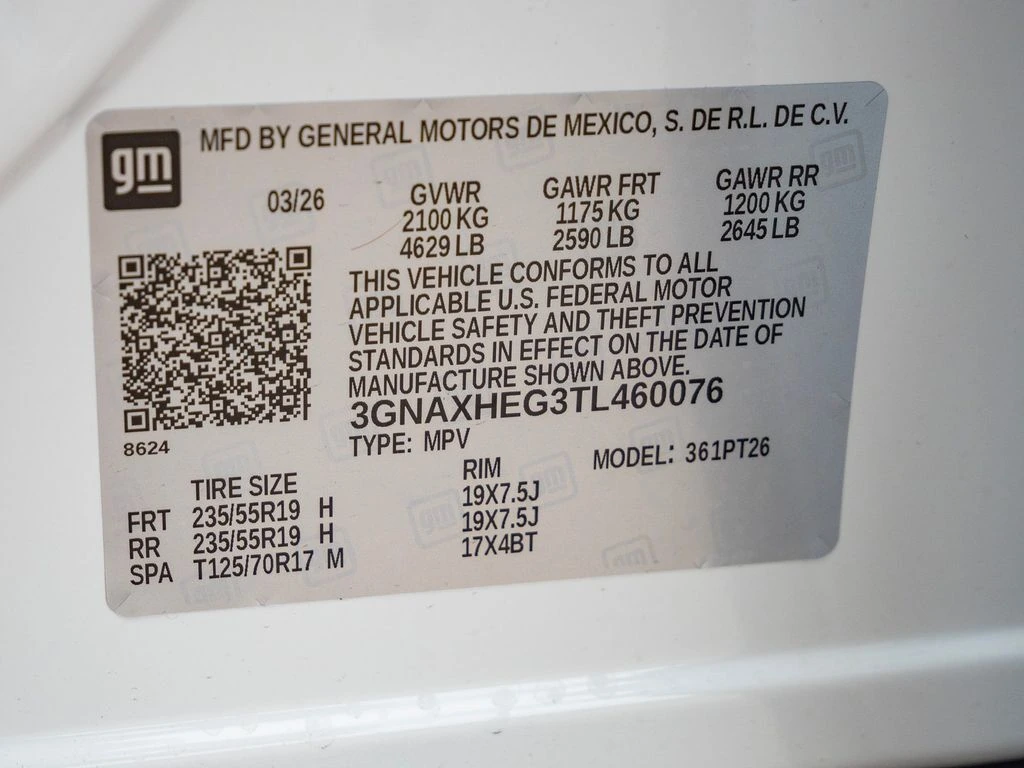 gm
MFD BY GENERAL MOTORS DE MEXICO, S. DE R.L. DE C.V.
03/26 GVWR GAWR FRT GAWR RR
2100 KG 1175 KG 1200 KG
4629 LB 2590 LB 2645 LB
THIS VEHICLE CONFORMS TO ALL
APPLICABLE U.S. FEDERAL MOTOR
VEHICLE SAFETY AND THEFT PREVENTION
STANDARDS IN EFFECT ON THE DATE OF
MANUFACTURE SHOWN ABOVE.
3GNAXHEG3TL460076
8624
TYPE: MPV MODEL: 361PT26
TIRE SIZE RIM
FRT 235/55R19 H 19X7.5J
RR 235/55R19 H 19X7.5J
SPA T125/70R17 M 17X4BT